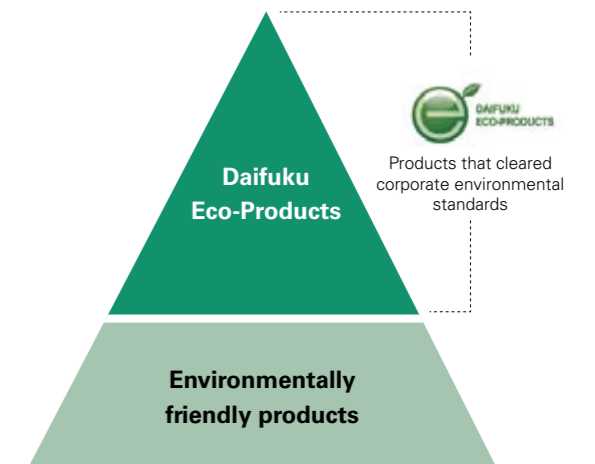 DAIFUKU
ECO-PRODUCTS
Products that cleared
corporate environmental
standards
Daifuku
Eco-Products
Environmentally
friendly products